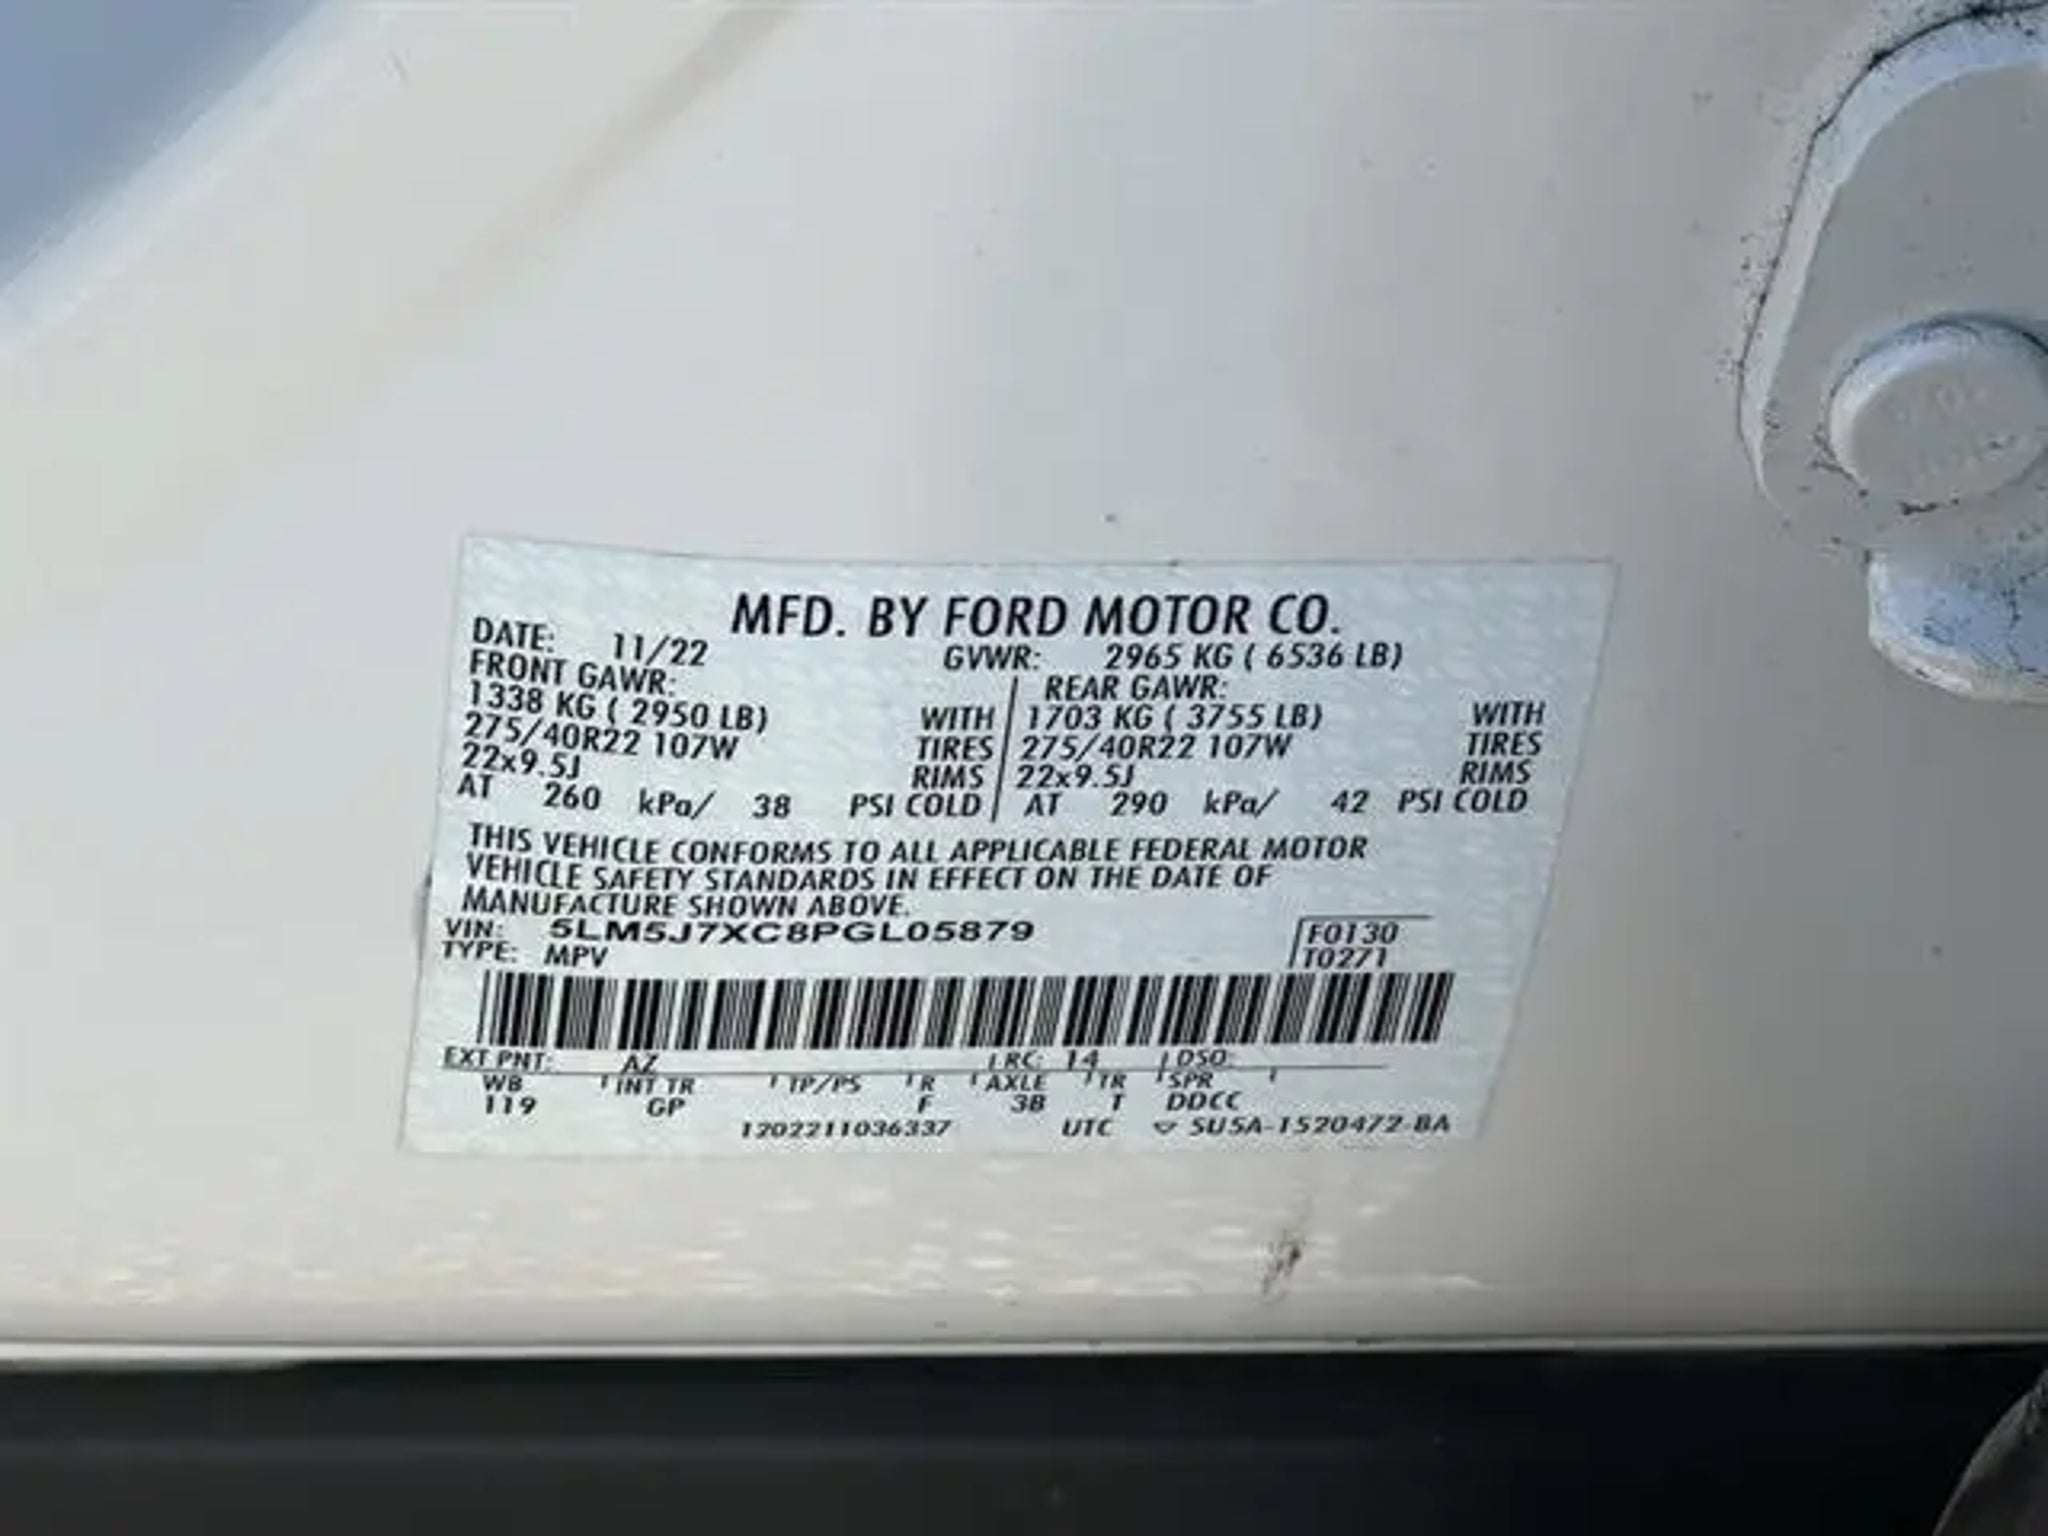 MFD. BY FORD MOTOR CO.
DATE: 11/22 GVWR: 2965 KG ( 6536 LB)
FRONT GAWR: REAR GAWR:
1338 KG ( 2950 LB) WITH 1703 KG ( 3755 LB) WITH
275/40R22 107W TIRES 275/40R22 107W TIRES
22x9.5J RIMS 22x9.5J RIMS
AT 260 kPa/ 38 PSI COLD AT 290 kPa/ 42 PSI COLD
THIS VEHICLE CONFORMS TO ALL APPLICABLE FEDERAL MOTOR
VEHICLE SAFETY STANDARDS IN EFFECT ON THE DATE OF
MANUFACTURE SHOWN ABOVE.
VIN: 5LM5J7XC8PGL05879 F0130
TYPE: MPV T0271
EXT PNT: AZ RC: 14 DSO:
WB INT TR TP/PS R AXLE TR SPR
119 GP F 3B T DDCC
1202211036337 UTC SU5A-1520472-BA